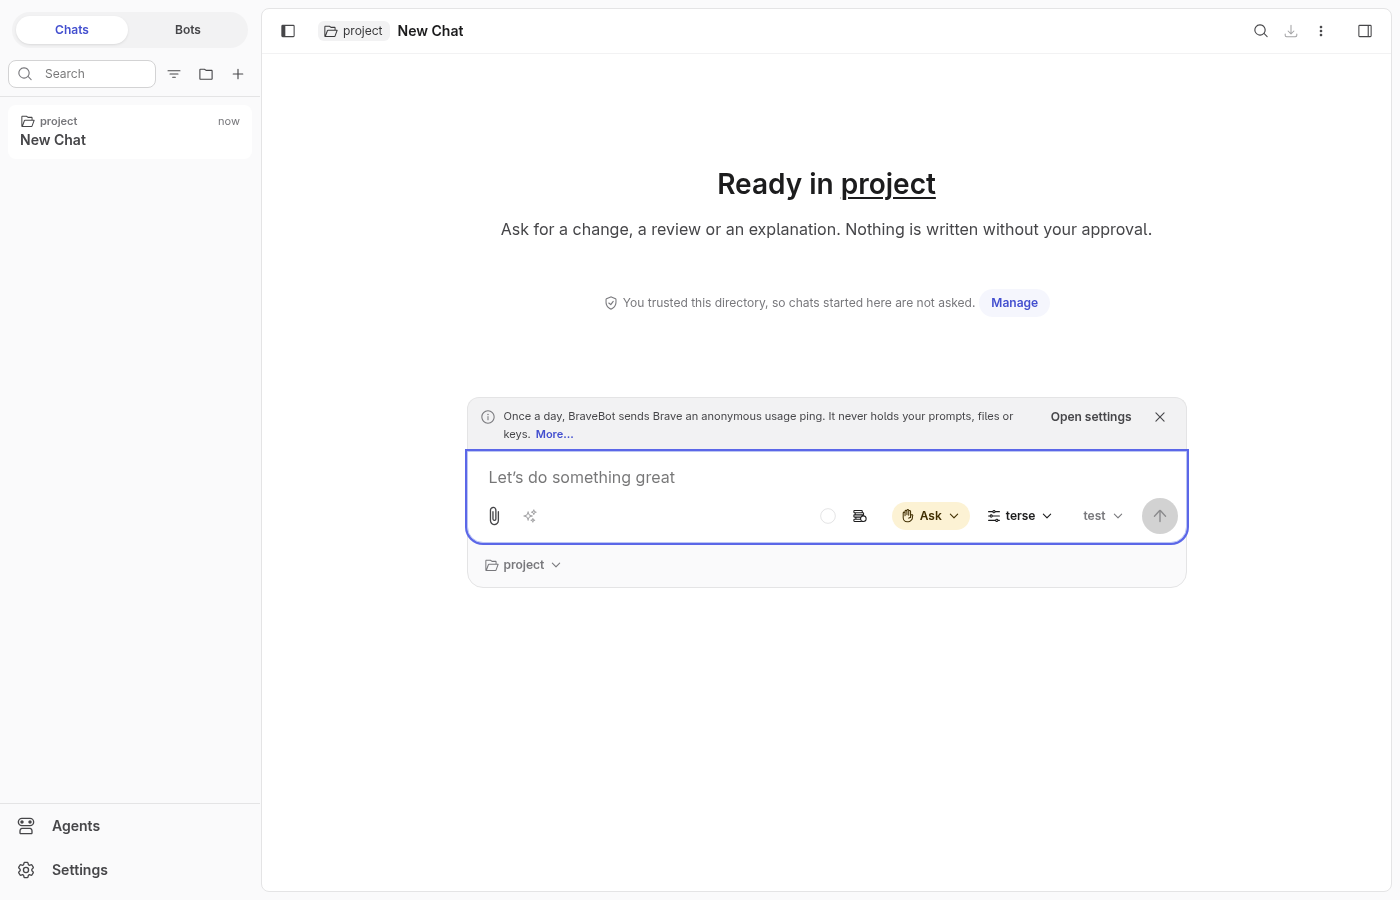 Chats
Bots
Search
project
now
New Chat
Agents
Settings
project
New Chat
Ready in project
Ask for a change, a review or an explanation. Nothing is written without your approval.
You trusted this directory, so chats started here are not asked.
Manage
Once a day, BraveBot sends Brave an anonymous usage ping. It never holds your prompts, files or
keys. More...
Open settings
Let’s do something great
Ask
terse
test
project